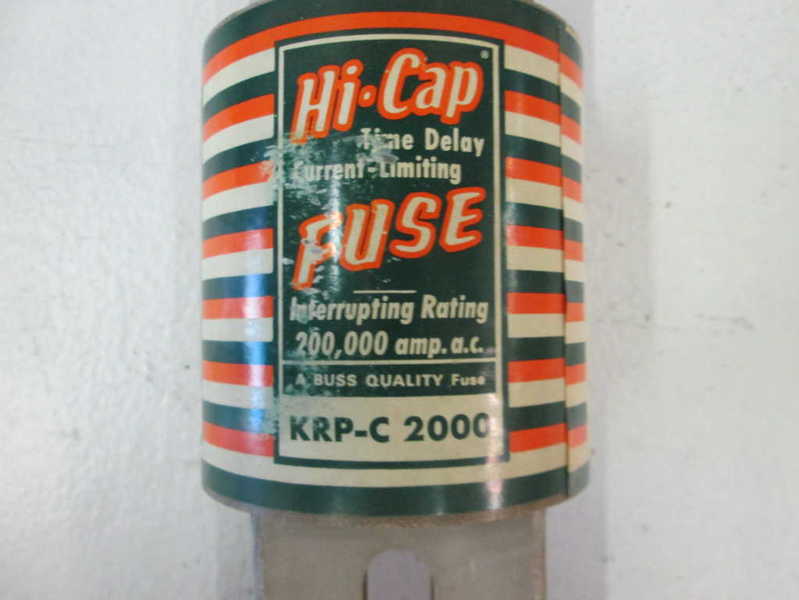 Hi-Cap®
Time Delay
Current-Limiting
FUSE
Interrupting Rating
200,000 amp. a.c.
A BUSS QUALITY Fuse
KRP-C 2000